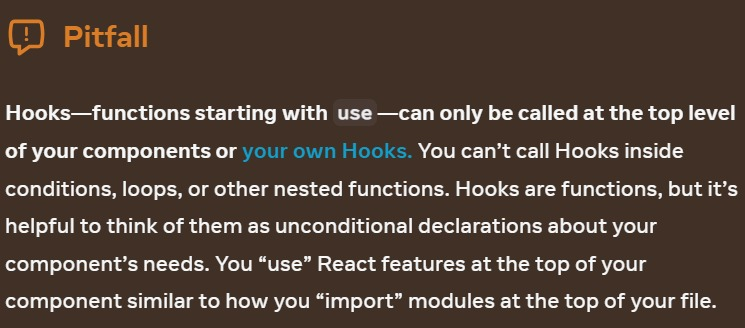 Pitfall
Hooks—functions starting with use—can only be called at the top level
of your components or your own Hooks. You can’t call Hooks inside
conditions, loops, or other nested functions. Hooks are functions, but it’s
helpful to think of them as unconditional declarations about your
component’s needs. You “use” React features at the top of your
component similar to how you “import” modules at the top of your file.